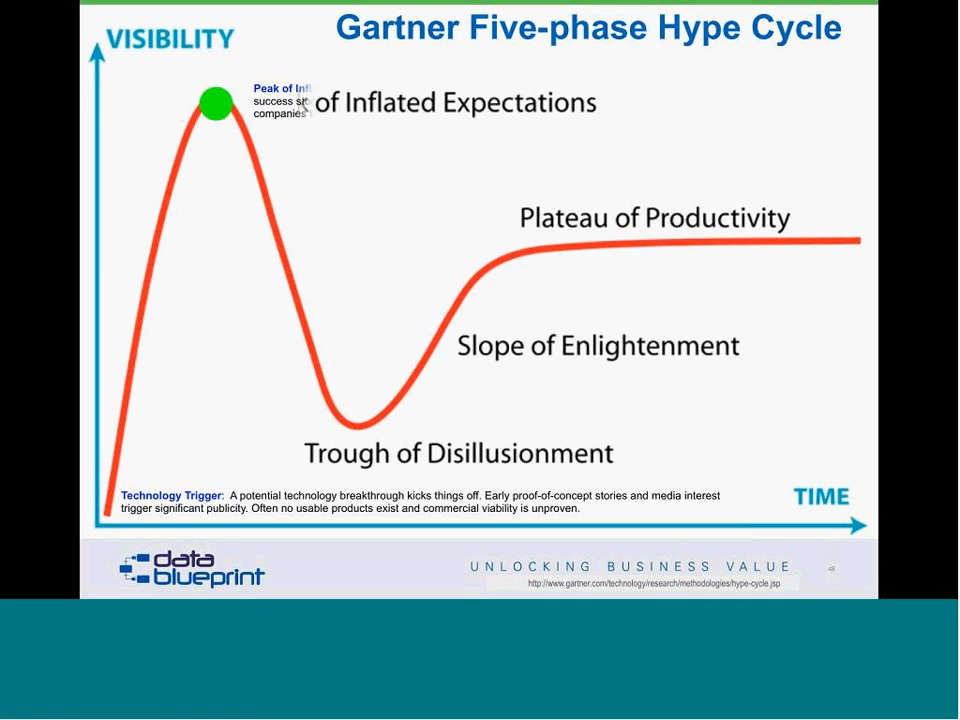 Gartner Five-phase Hype Cycle
VISIBILITY
Peak of
success
companies
of Inflated Expectations
Plateau of Productivity
Slope of Enlightenment
Trough of Disillusionment
Technology Trigger: A potential technology breakthrough kicks things off. Early proof-of-concept stories and media interest
trigger significant publicity. Often no usable products exist and commercial viability is unproven.
TIME
data
blueprint
UNLOCKING BUSINESS VALUE
http://www.gartner.com/technology/research/methodologies/hype-cycle.jsp